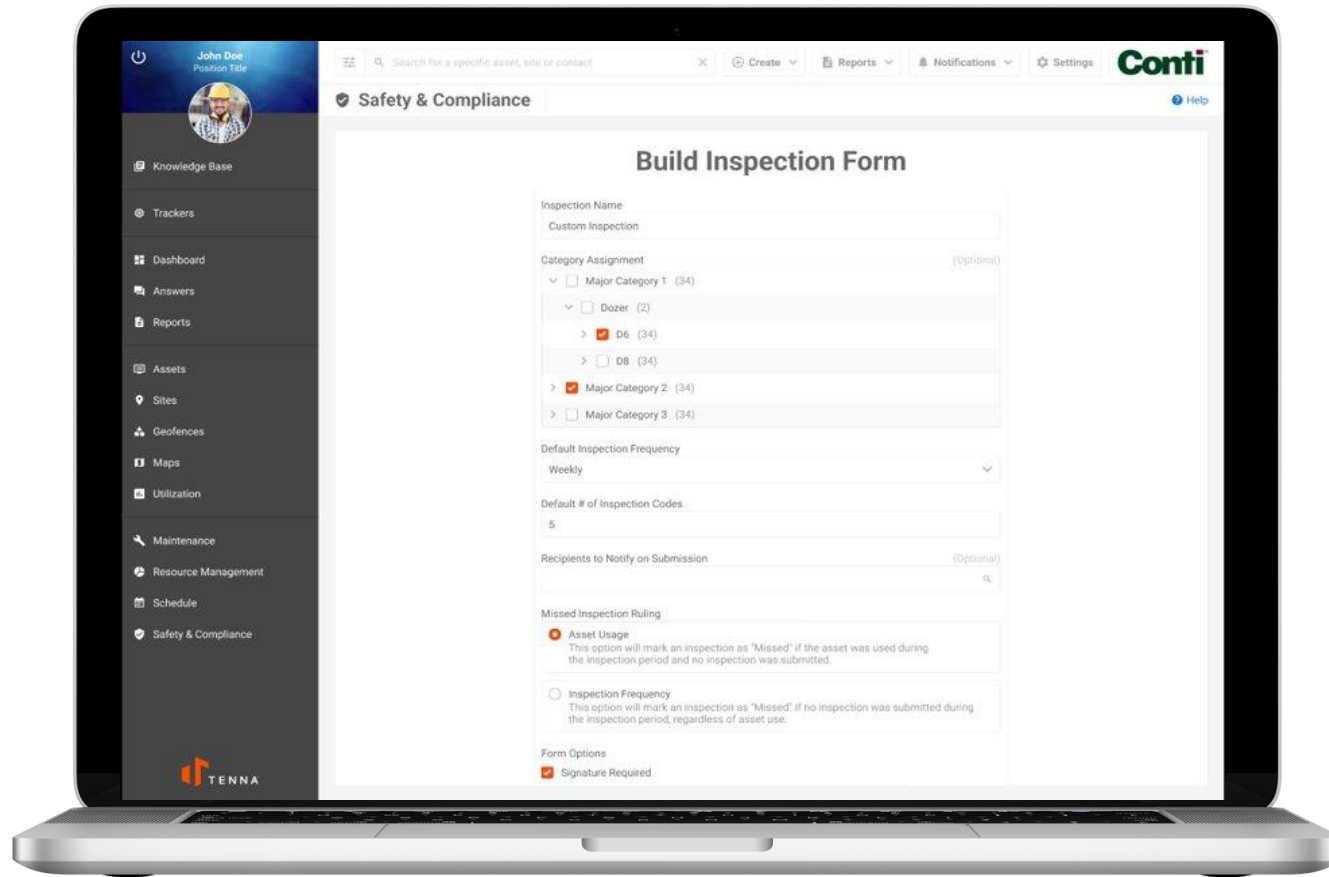 John Doe
Position Title
Knowledge Base
Trackers
Dashboard
Answers
Reports
Assets
Sites
Geofences
Maps
Utilization
Maintenance
Resource Management
Schedule
Safety & Compliance
TENNA
Search for a specific asset, site or contact
Create
Reports
Notifications
Settings
Conti
Safety & Compliance
Help
Build Inspection Form
Inspection Name
Custom Inspection
Category Assignment (Optional)
Major Category 1 (34)
Dozer (2)
D6 (34)
D8 (34)
Major Category 2 (34)
Major Category 3 (34)
Default Inspection Frequency
Weekly
Default # of Inspection Codes
5
Recipients to Notify on Submission (Optional)
Missed Inspection Ruling
Asset Usage
This option will mark an inspection as "Missed" if the asset was used during
the inspection period and no inspection was submitted.
Inspection Frequency
This option will mark an inspection as "Missed" if no inspection was submitted during
the inspection period, regardless of asset use.
Form Options
Signature Required